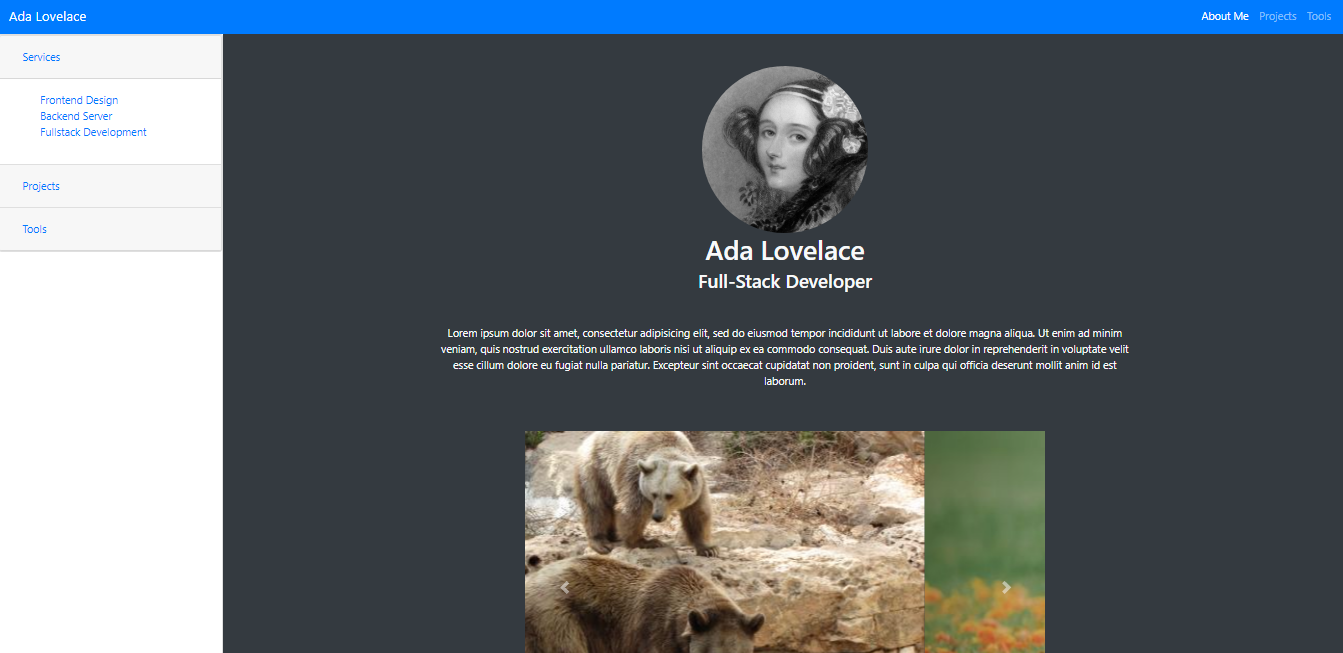 Ada Lovelace
About Me Projects Tools
Services
Frontend Design
Backend Server
Fullstack Development
Projects
Tools
Ada Lovelace
Full-Stack Developer
Lorem ipsum dolor sit amet, consectetur adipisicing elit, sed do eiusmod tempor incididunt ut labore et dolore magna aliqua. Ut enim ad minim
veniam, quis nostrud exercitation ullamco laboris nisi ut aliquip ex ea commodo consequat. Duis aute irure dolor in reprehenderit in voluptate velit
esse cillum dolore eu fugiat nulla pariatur. Excepteur sint occaecat cupidatat non proident, sunt in culpa qui officia deserunt mollit anim id est
laborum.